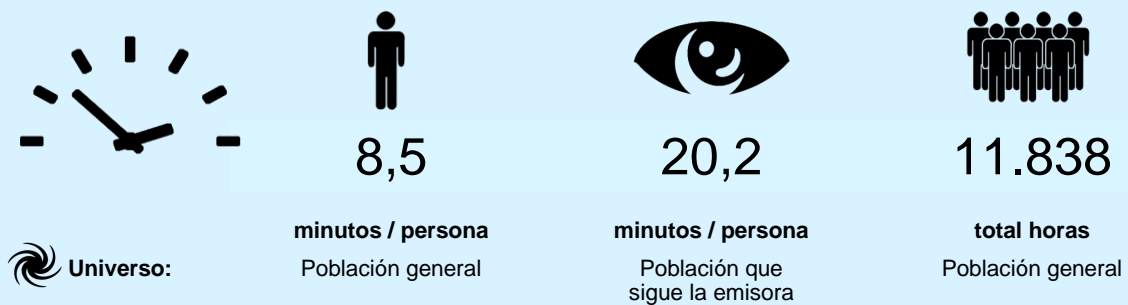 8,5 20,2 11.838
minutos / persona minutos / persona total horas
Universo: Población general Población que Población general
sigue la emisora